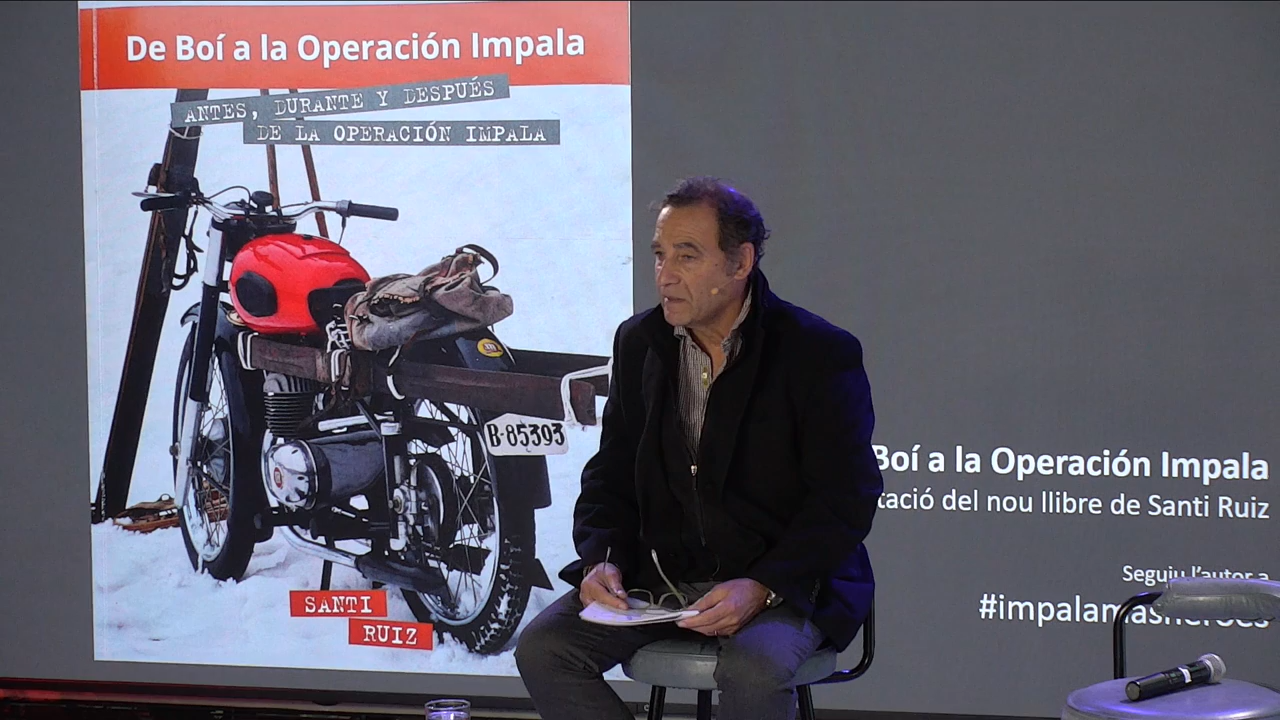 De Boí a la Operación Impala
ANTES, DURANTE Y DESPUÉS
DE LA OPERACIÓN IMPALA
B-85393
SANTI
RUIZ
Boí a la Operación Impala
tació del nou llibre de Santi Ruiz
Seguiu l'autor a
#impalamésheroes